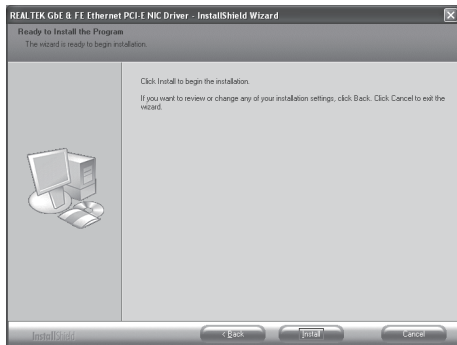 REALTEK GbE & FE Ethernet PCI-E NIC Driver - InstallShield Wizard
Ready to Install the Program
The wizard is ready to begin installation.
Click Install to begin the installation.
If you want to review or change any of your installation settings, click Back. Click Cancel to exit the
wizard.
InstallShield
< Back
Install
Cancel